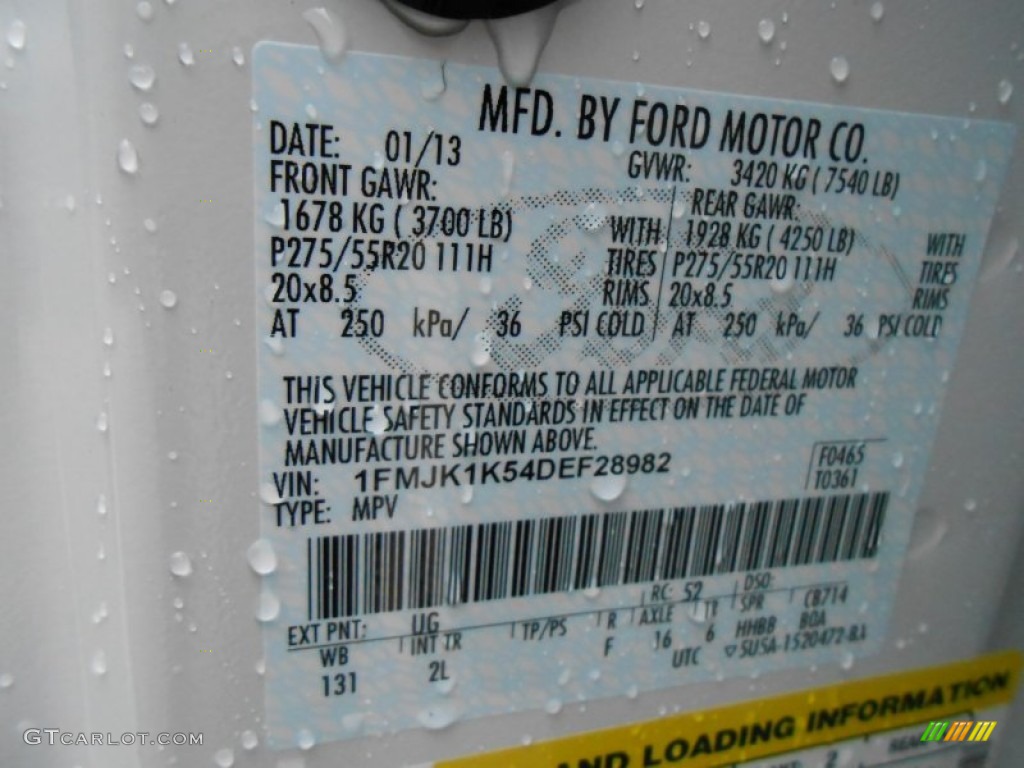 MFD. BY FORD MOTOR CO.
DATE: 01/13 GVWR: 3420 KG ( 7540 LB)
FRONT GAWR: REAR GAWR:
1678 KG ( 3700 LB) WITH 1928 KG ( 4250 LB) WITH
P275/55R20 111H TIRES P275/55R20 111H TIRES
20x8.5 RIMS 20x8.5 RIMS
AT 250 kPa/ 36 PSI COLD AT 250 kPa/ 36 PSI COLD
THIS VEHICLE CONFORMS TO ALL APPLICABLE FEDERAL MOTOR
VEHICLE SAFETY STANDARDS IN EFFECT ON THE DATE OF
MANUFACTURE SHOWN ABOVE.
VIN: 1FMJK1K54DEF28982 F0465
TYPE: MPV T0361
EXT PNT: UG RC: 52 DSO:
WB INT TR TP/PS R AXLE TR SPR CB714
131 2L F 16 6 HHBB BOA
UTC
AND LOADING INFORMATION
GTCARLOT.COM